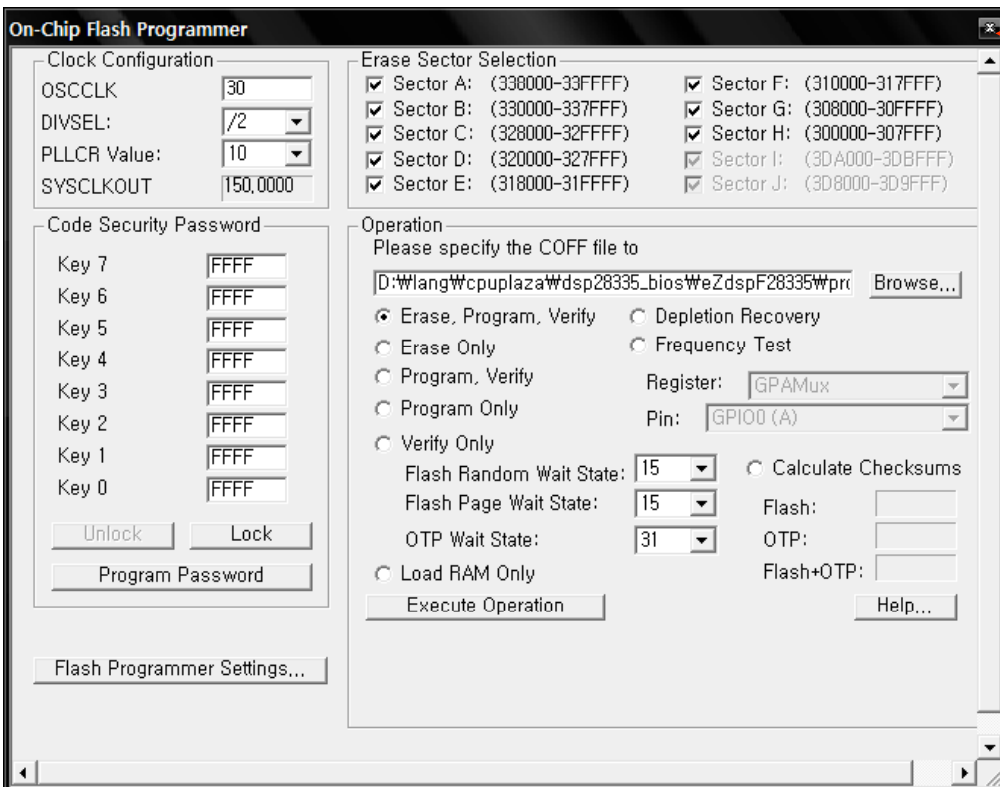 On-Chip Flash Programmer
Clock Configuration
OSCCLK 30
DIVSEL: /2
PLLCR Value: 10
SYSCLKOUT 150,0000
Erase Sector Selection
Sector A: (338000-33FFFF) Sector F: (310000-317FFF)
Sector B: (330000-337FFF) Sector G: (308000-30FFFF)
Sector C: (328000-32FFFF) Sector H: (300000-307FFF)
Sector D: (320000-327FFF) Sector I: (3DA000-3DBFFF)
Sector E: (318000-31FFFF) Sector J: (3D8000-3D9FFF)
Code Security Password
Key 7 FFFF
Key 6 FFFF
Key 5 FFFF
Key 4 FFFF
Key 3 FFFF
Key 2 FFFF
Key 1 FFFF
Key 0 FFFF
Unlock Lock
Program Password
Flash Programmer Settings,,,
Operation
Please specify the COFF file to
D:₩lang₩cpuplaza₩dsp28335_bios₩eZdspF28335₩pro Browse,,,
Erase, Program, Verify Depletion Recovery
Erase Only Frequency Test
Program, Verify Register: GPAMux
Program Only Pin: GPIO0 (A)
Verify Only
Flash Random Wait State: 15 Calculate Checksums
Flash Page Wait State: 15 Flash:
OTP Wait State: 31 OTP:
Load RAM Only Flash+OTP:
Execute Operation Help,,,